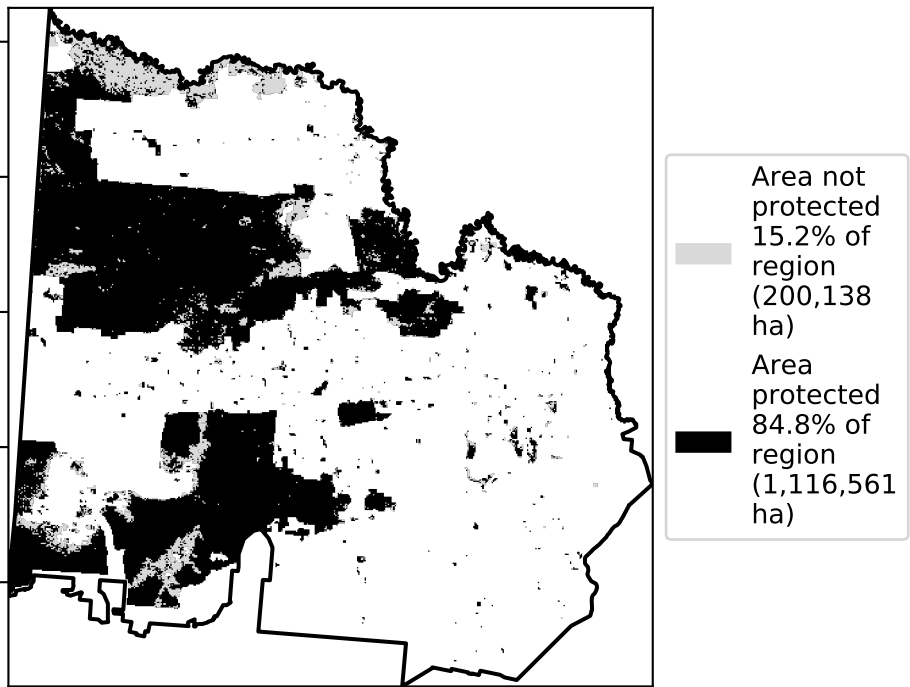 Area not
protected
15.2% of
region
(200,138
ha)
Area
protected
84.8% of
region
(1,116,561
ha)